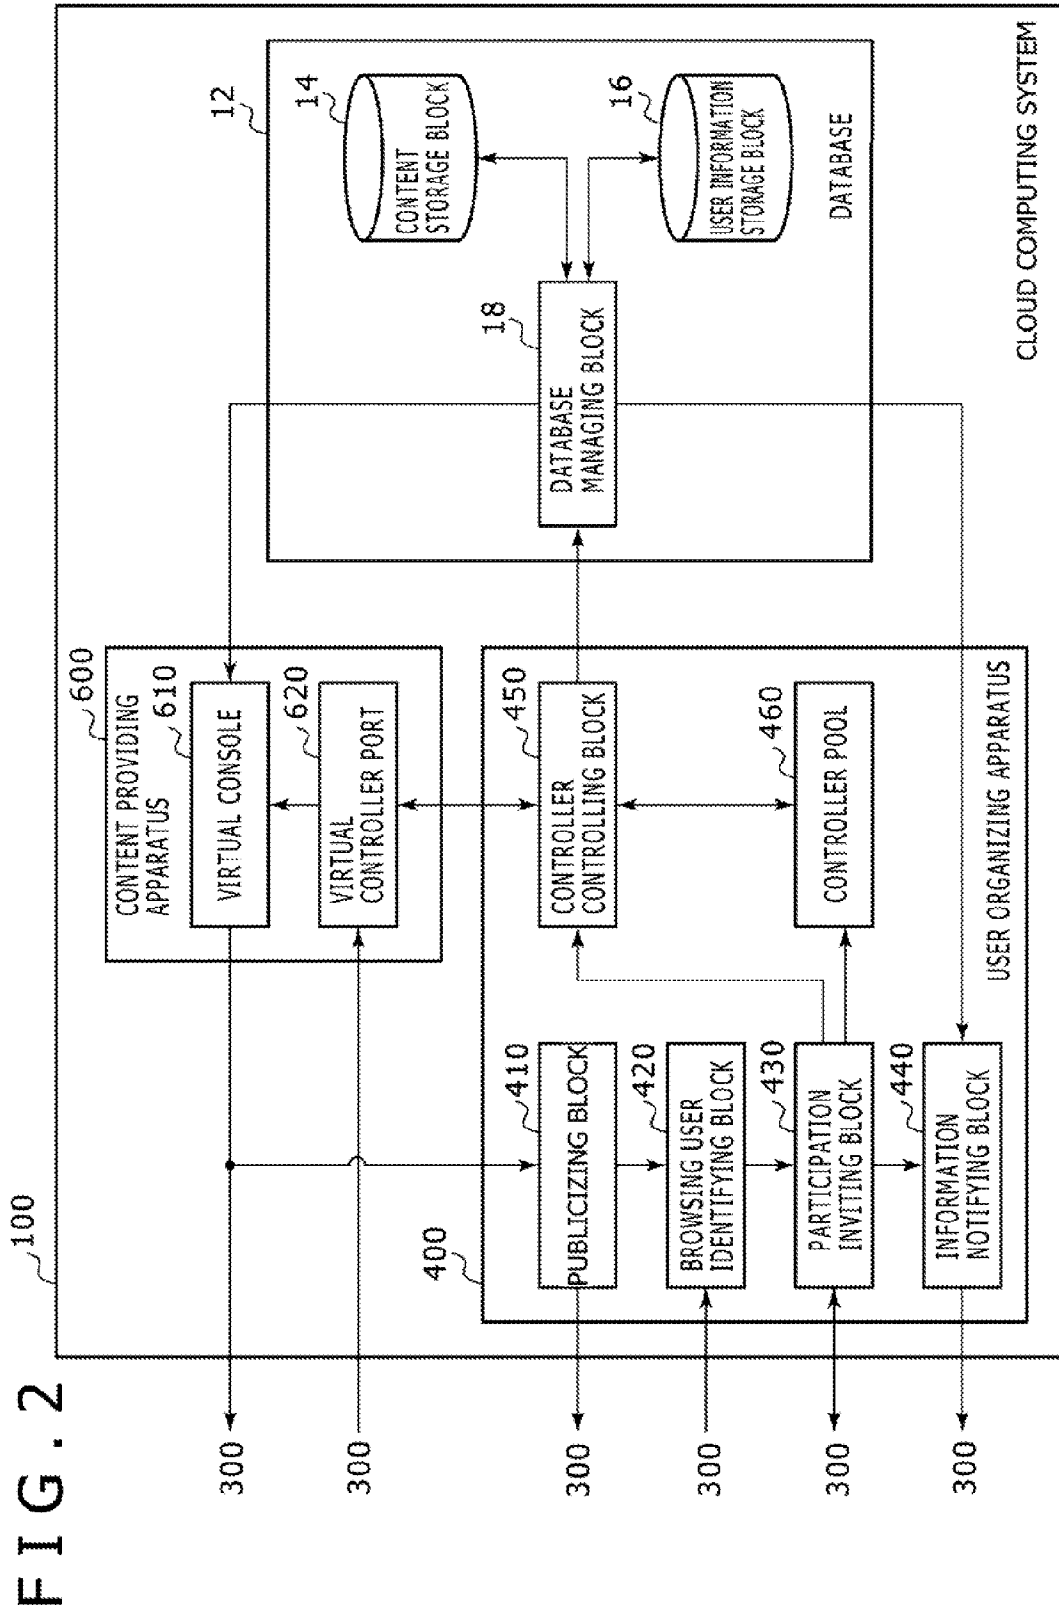 FIG.2
100
600
CONTENT PROVIDING
APPARATUS
610
VIRTUAL CONSOLE
620
VIRTUAL
CONTROLLER PORT
12
14
CONTENT
STORAGE BLOCK
16
USER INFORMATION
STORAGE BLOCK
18
DATABASE
MANAGING BLOCK
DATABASE
400
410
PUBLICIZING BLOCK
420
BROWSING USER
IDENTIFYING BLOCK
430
PARTICIPATION
INVITING BLOCK
440
INFORMATION
NOTIFYING BLOCK
450
CONTROLLER
CONTROLLING BLOCK
460
CONTROLLER POOL
USER ORGANIZING APPARATUS
CLOUD COMPUTING SYSTEM
300
300
300
300
300
300